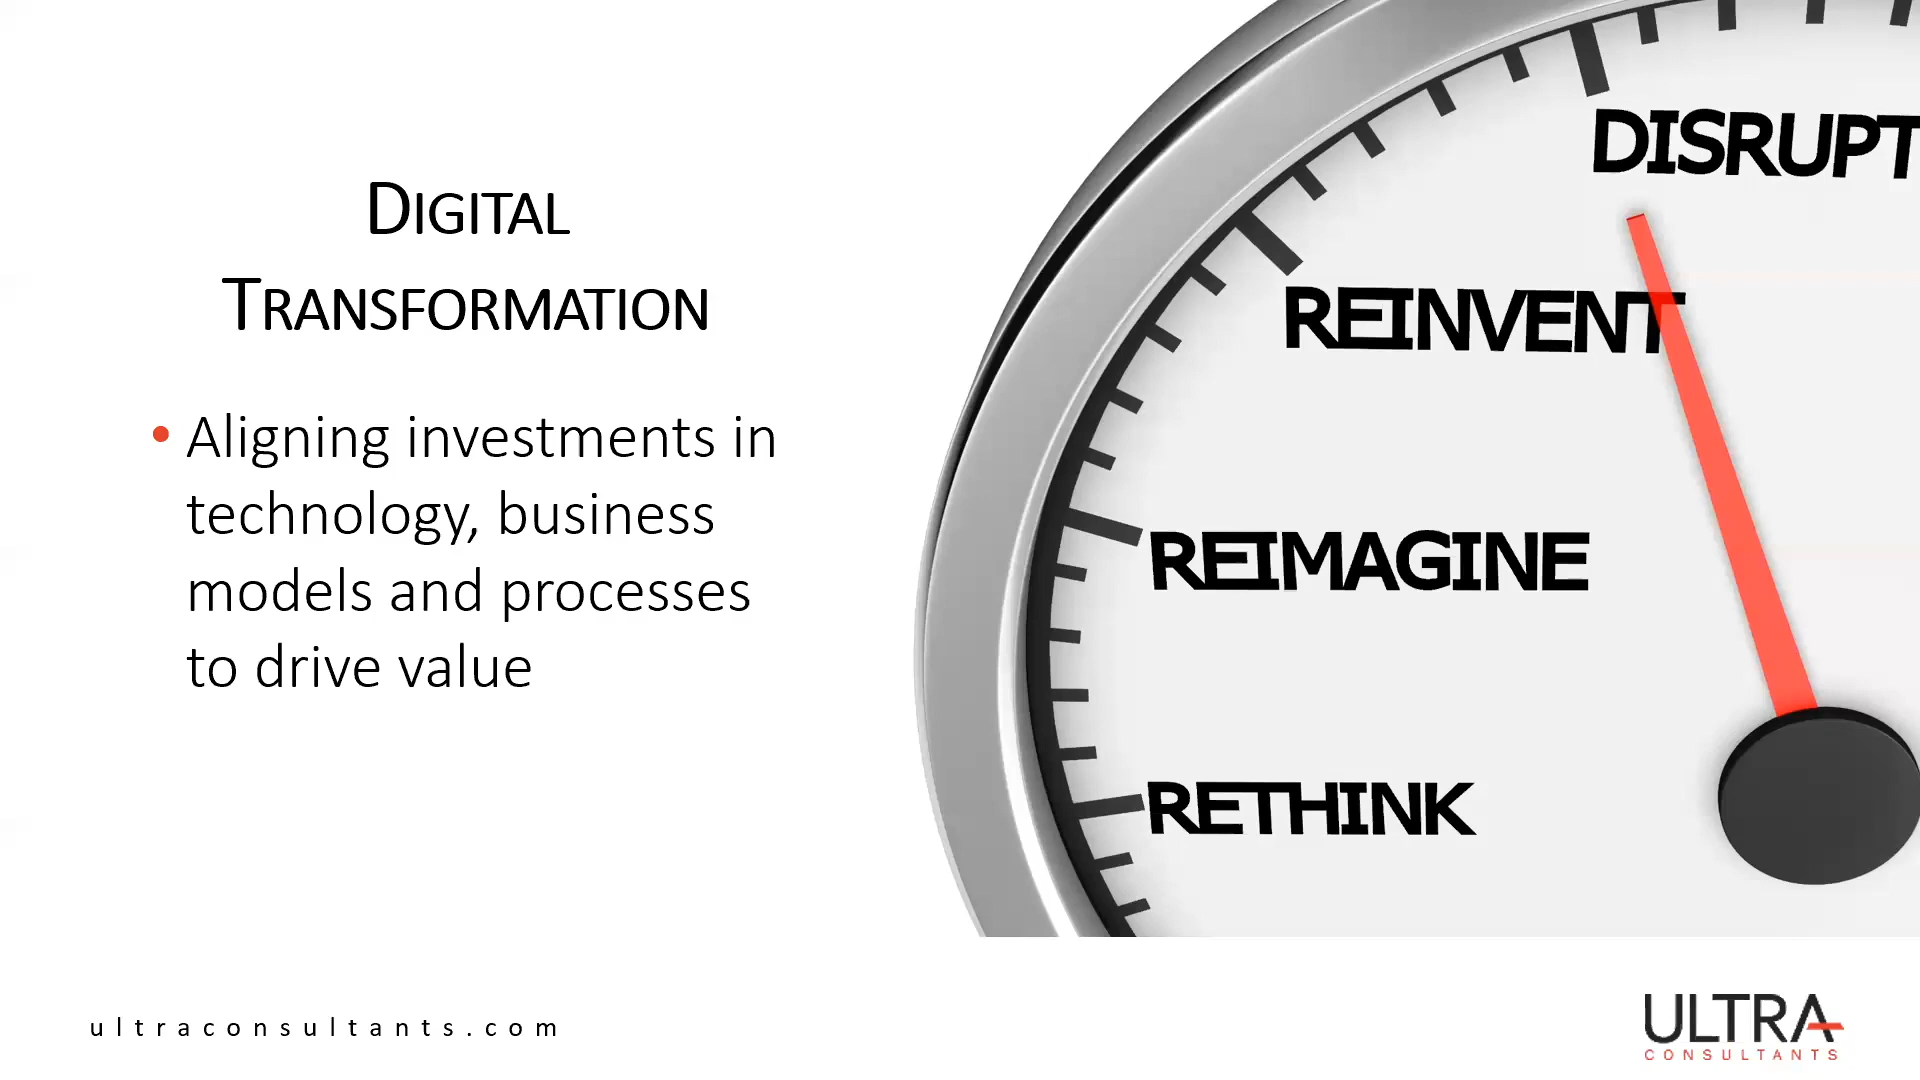 DIGITAL
TRANSFORMATION
• Aligning investments in
technology, business
models and processes
to drive value
DISRUPT
REINVENT
REIMAGINE
RETHINK
ultraconsultants.com
ULTRA
CONSULTANTS